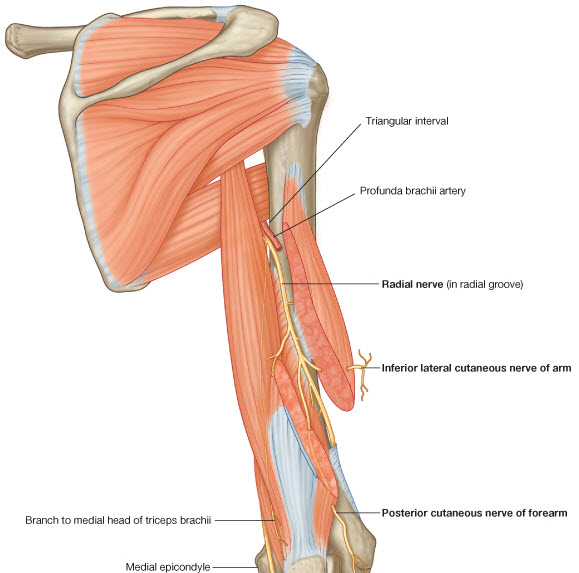 Triangular interval
Profunda brachii artery
Radial nerve (in radial groove)
Inferior lateral cutaneous nerve of arm
Branch to medial head of triceps brachii
Posterior cutaneous nerve of forearm
Medial epicondyle